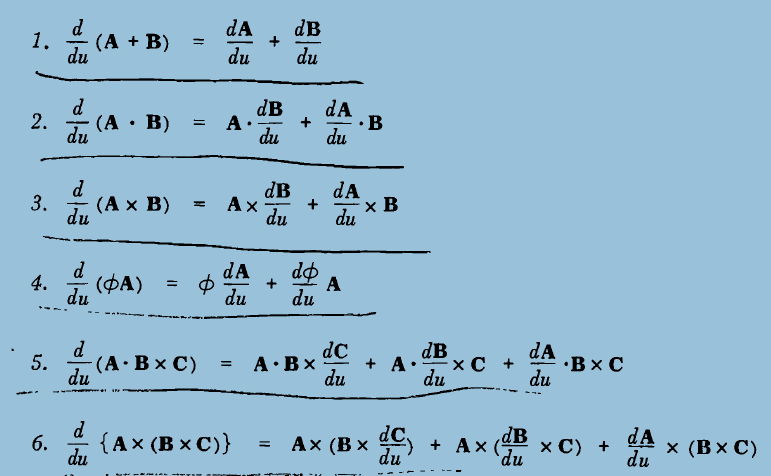 1. d/du (A + B) = dA/du + dB/du
2. d/du (A · B) = A · dB/du + dA/du · B
3. d/du (A × B) = A × dB/du + dA/du × B
4. d/du (ϕA) = ϕ dA/du + dϕ/du A
5. d/du (A · B × C) = A · B × dC/du + A · dB/du × C + dA/du · B × C
6. d/du {A × (B × C)} = A × (B × dC/du) + A × (dB/du × C) + dA/du × (B × C)